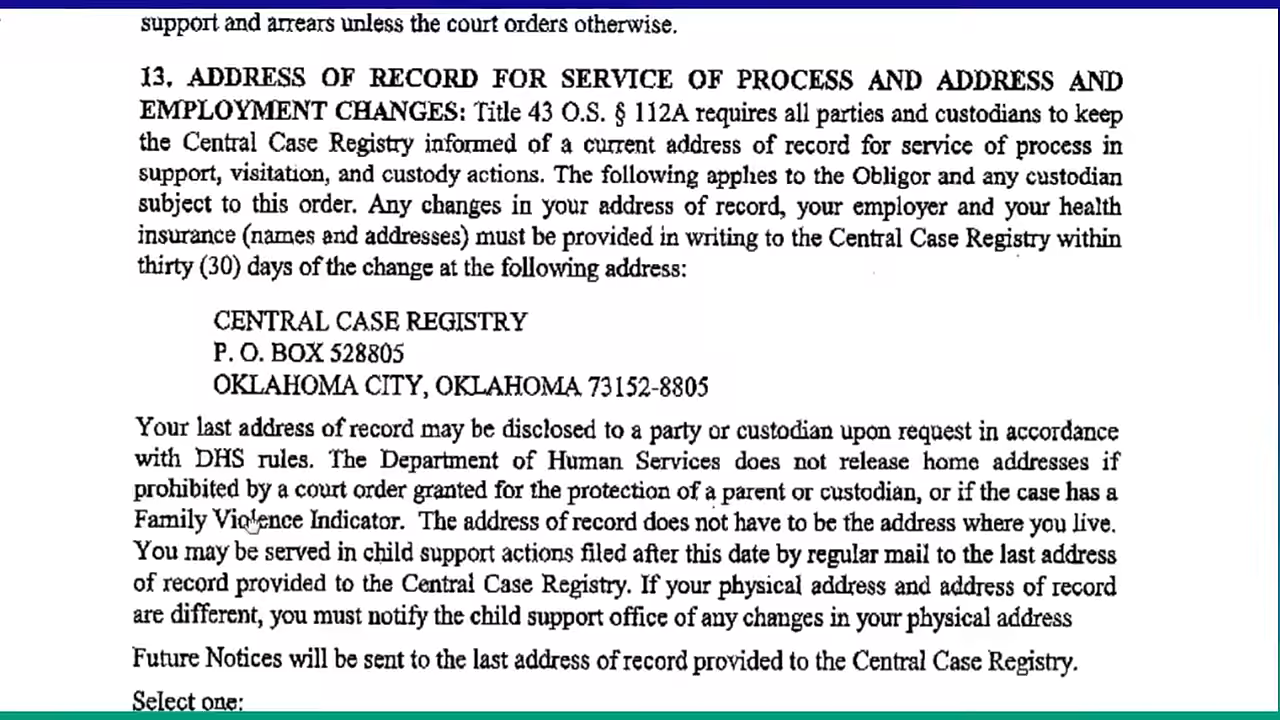 support and arrears unless the court orders otherwise.
13. ADDRESS OF RECORD FOR SERVICE OF PROCESS AND ADDRESS AND
EMPLOYMENT CHANGES: Title 43 O.S. § 112A requires all parties and custodians to keep
the Central Case Registry informed of a current address of record for service of process in
support, visitation, and custody actions. The following applies to the Obligor and any custodian
subject to this order. Any changes in your address of record, your employer and your health
insurance (names and addresses) must be provided in writing to the Central Case Registry within
thirty (30) days of the change at the following address:
CENTRAL CASE REGISTRY
P. O. BOX 528805
OKLAHOMA CITY, OKLAHOMA 73152-8805
Your last address of record may be disclosed to a party or custodian upon request in accordance
with DHS rules. The Department of Human Services does not release home addresses if
prohibited by a court order granted for the protection of a parent or custodian, or if the case has a
Family Violence Indicator. The address of record does not have to be the address where you live.
You may be served in child support actions filed after this date by regular mail to the last address
of record provided to the Central Case Registry. If your physical address and address of record
are different, you must notify the child support office of any changes in your physical address
Future Notices will be sent to the last address of record provided to the Central Case Registry.
Select one: